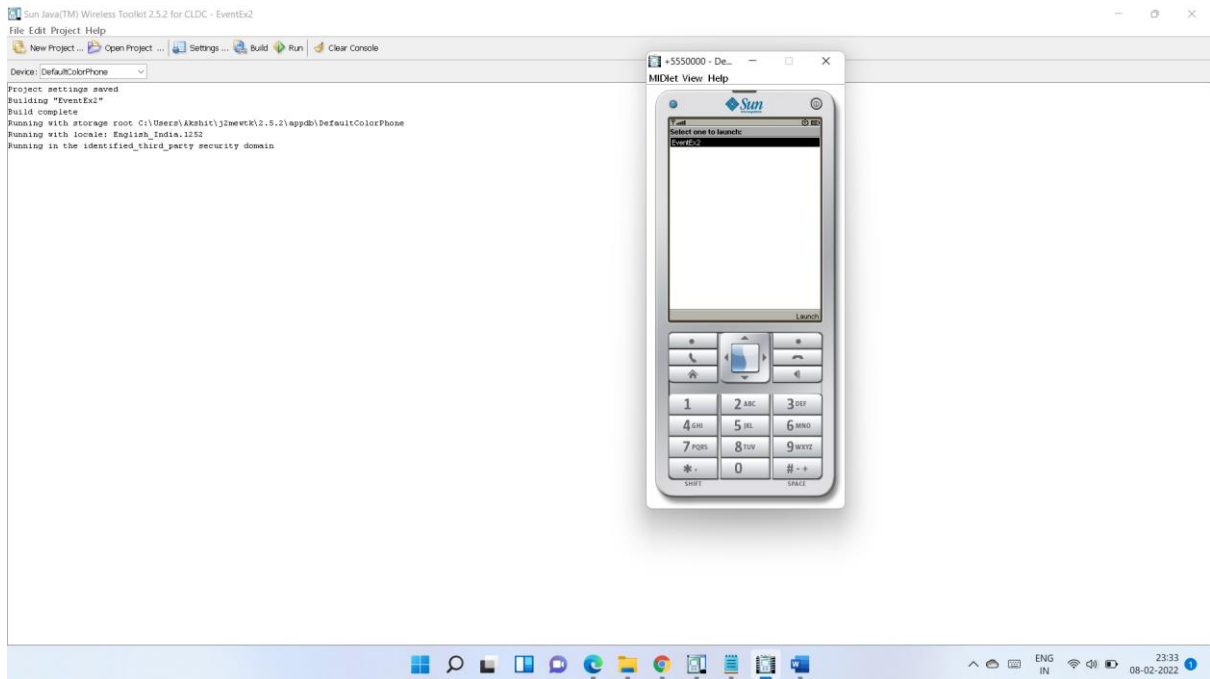 Sun Java(TM) Wireless Toolkit 2.5.2 for CLDC - EventEx2
File Edit Project Help
New Project ... Open Project ... Settings ... Build Run Clear Console
Device: DefaultColorPhone
Project settings saved
Building "EventEx2"
Build complete
Running with storage root C:\Users\Akshit\j2mewtk\2.5.2\appdb\DefaultColorPhone
Running with locale: English_India.1252
Running in the identified_third_party security domain
+5550000 - De...
MIDlet View Help
Sun
Select one to launch:
EventEx2
Launch
1 2 ABC 3 DEF
4 GHI 5 JKL 6 MNO
7 PQRS 8 TUV 9 WXYZ
* . 0 # - +
SHIFT SPACE
ENG
IN
23:33
08-02-2022
1